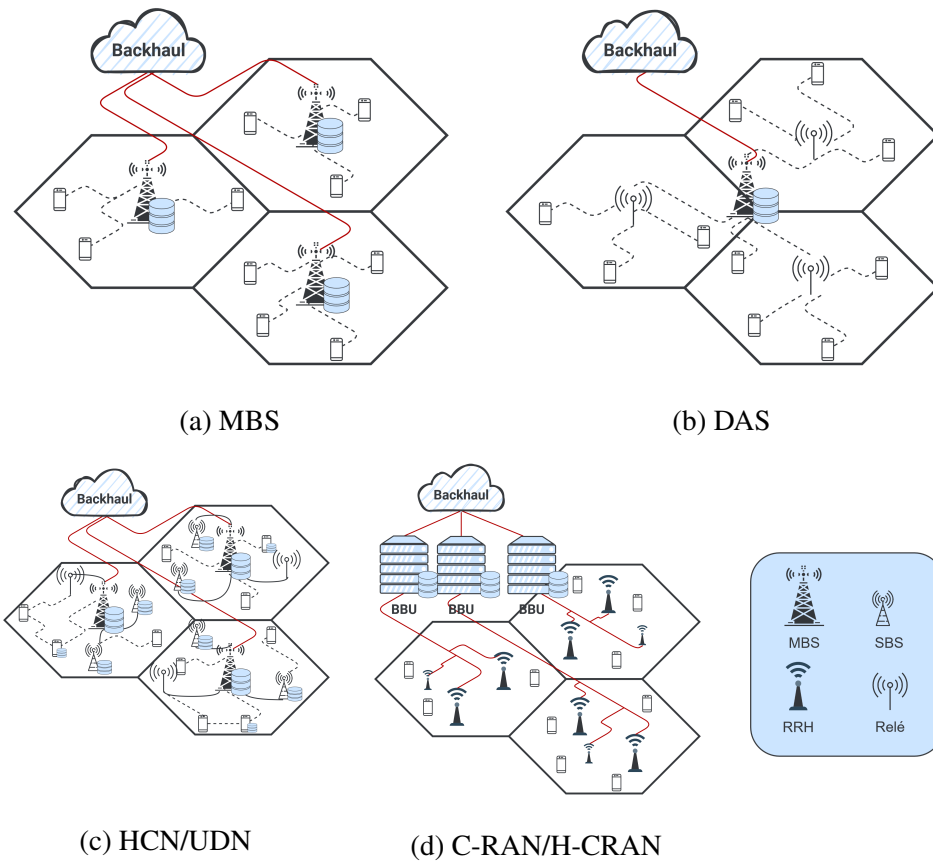 Backhaul
Backhaul
(a) MBS
(b) DAS
Backhaul
Backhaul
BBU
BBU
BBU
MBS
SBS
RRH
Relé
(c) HCN/UDN
(d) C-RAN/H-CRAN